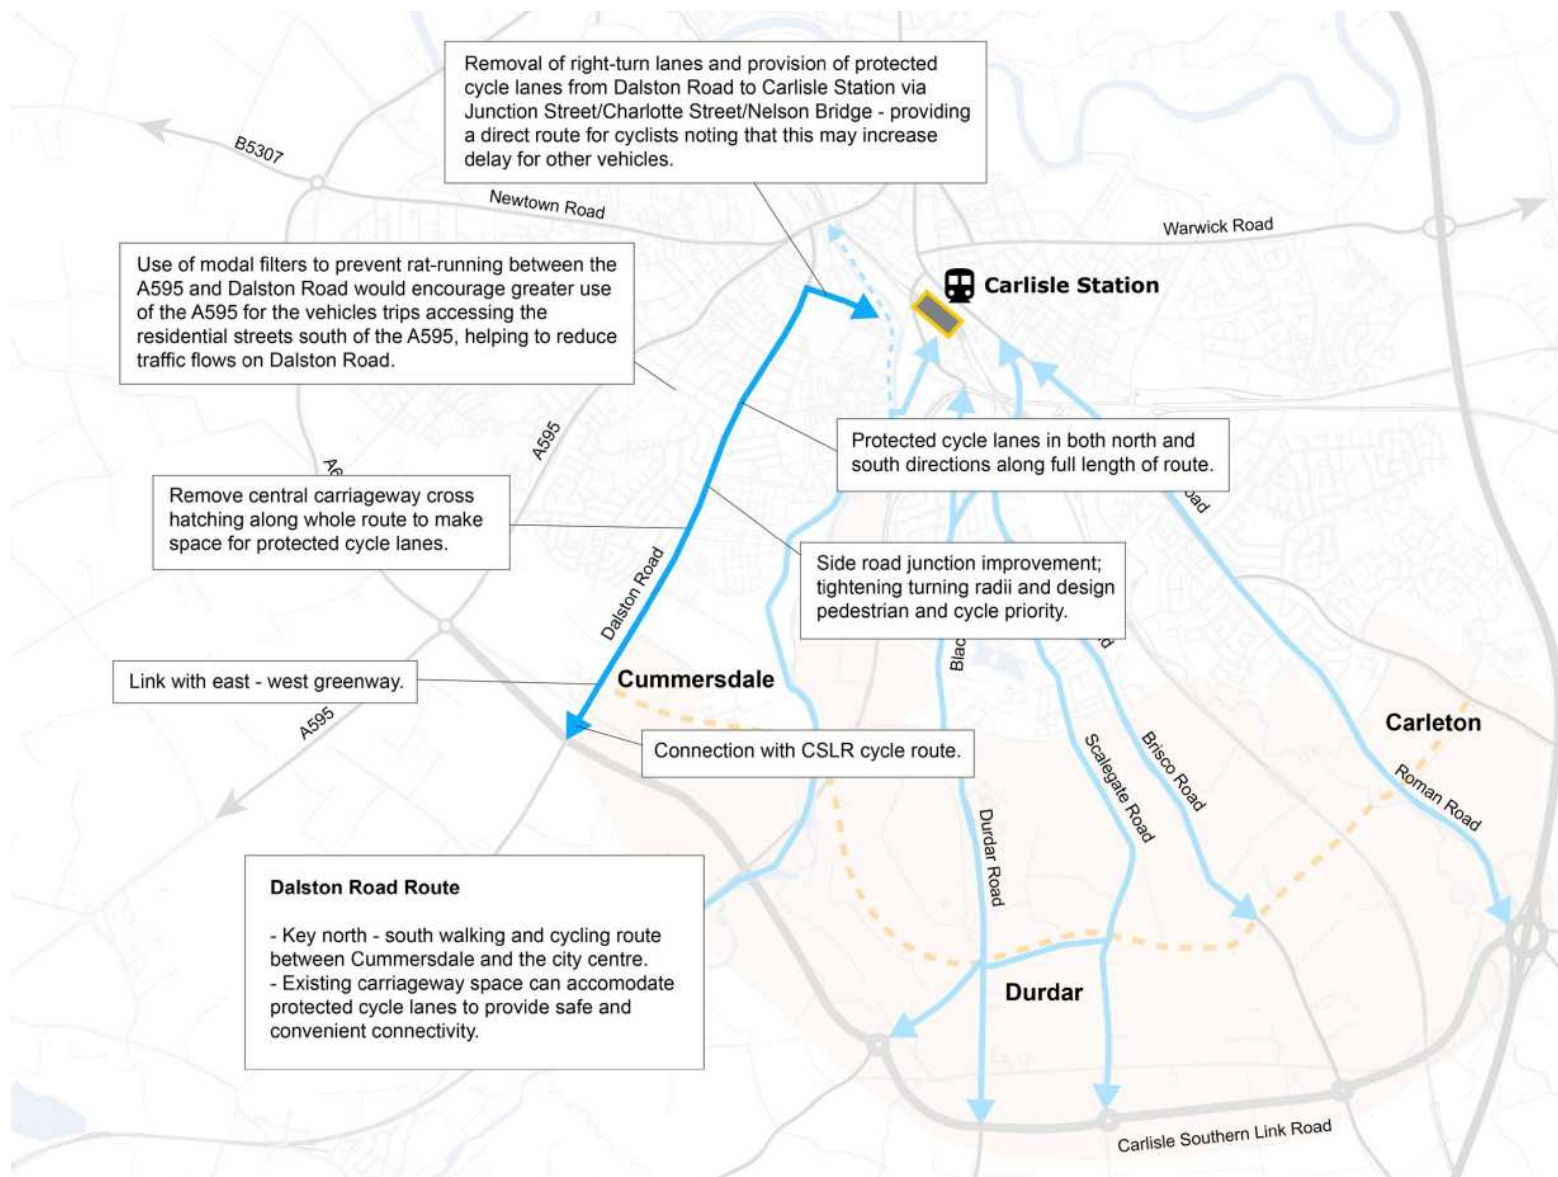 Removal of right-turn lanes and provision of protected
cycle lanes from Dalston Road to Carlisle Station via
Junction Street/Charlotte Street/Nelson Bridge - providing
a direct route for cyclists noting that this may increase
delay for other vehicles.
B5307
Newtown Road
Warwick Road
Use of modal filters to prevent rat-running between the
A595 and Dalston Road would encourage greater use
of the A595 for the vehicles trips accessing the
residential streets south of the A595, helping to reduce
traffic flows on Dalston Road.
Carlisle Station
A595
Protected cycle lanes in both north and
south directions along full length of route.
Remove central carriageway cross
hatching along whole route to make
space for protected cycle lanes.
Side road junction improvement;
tightening turning radii and design
pedestrian and cycle priority.
Dalston Road
Link with east - west greenway.
Cummersdale
A595
Connection with CSLR cycle route.
Carleton
Scalegate Road
Brisco Road
Roman Road
Durdar Road
Dalston Road Route
- Key north - south walking and cycling route
between Cummersdale and the city centre.
- Existing carriageway space can accomodate
protected cycle lanes to provide safe and
convenient connectivity.
Durdar
Carlisle Southern Link Road